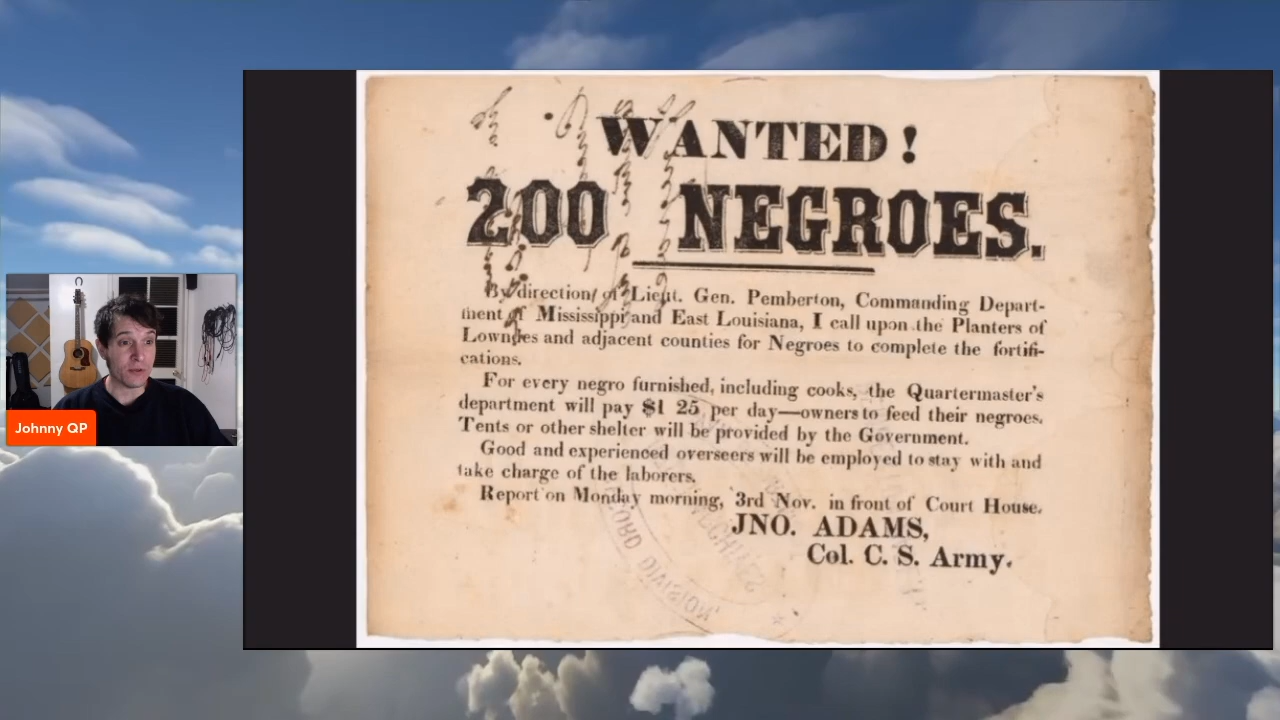 WANTED!
200 NEGROES.
By direction of Lieut. Gen. Pemberton, Commanding Depart-
ment of Mississippi and East Louisiana, I call upon the Planters of
Lowndes and adjacent counties for Negroes to complete the fortifi-
cations.
For every negro furnished, including cooks, the Quartermaster's
department will pay $1 25 per day—owners to feed their negroes.
Tents or other shelter will be provided by the Government.
Good and experienced overseers will be employed to stay with and
take charge of the laborers.
Report on Monday morning, 3rd Nov. in front of Court House.
JNO. ADAMS,
Col. C. S. Army.
Johnny QP